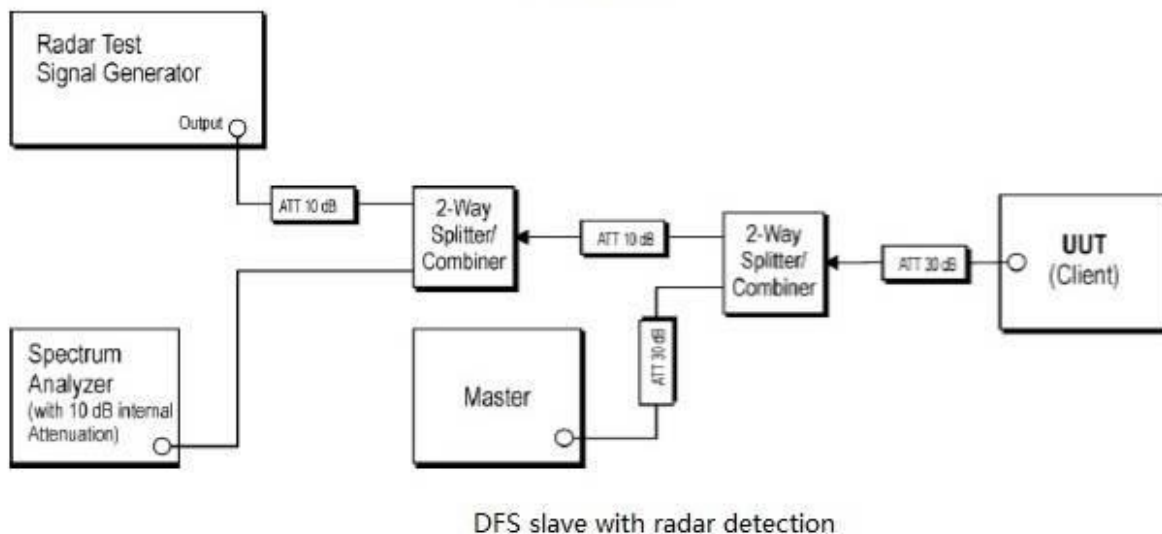 Radar Test
Signal Generator
Output
ATT 10 dB
2-Way
Splitter/
Combiner
ATT 10 dB
2-Way
Splitter/
Combiner
ATT 30 dB
UUT
(Client)
Spectrum
Analyzer
(with 10 dB internal
Attenuation)
Master
ATT 30 dB
DFS slave with radar detection